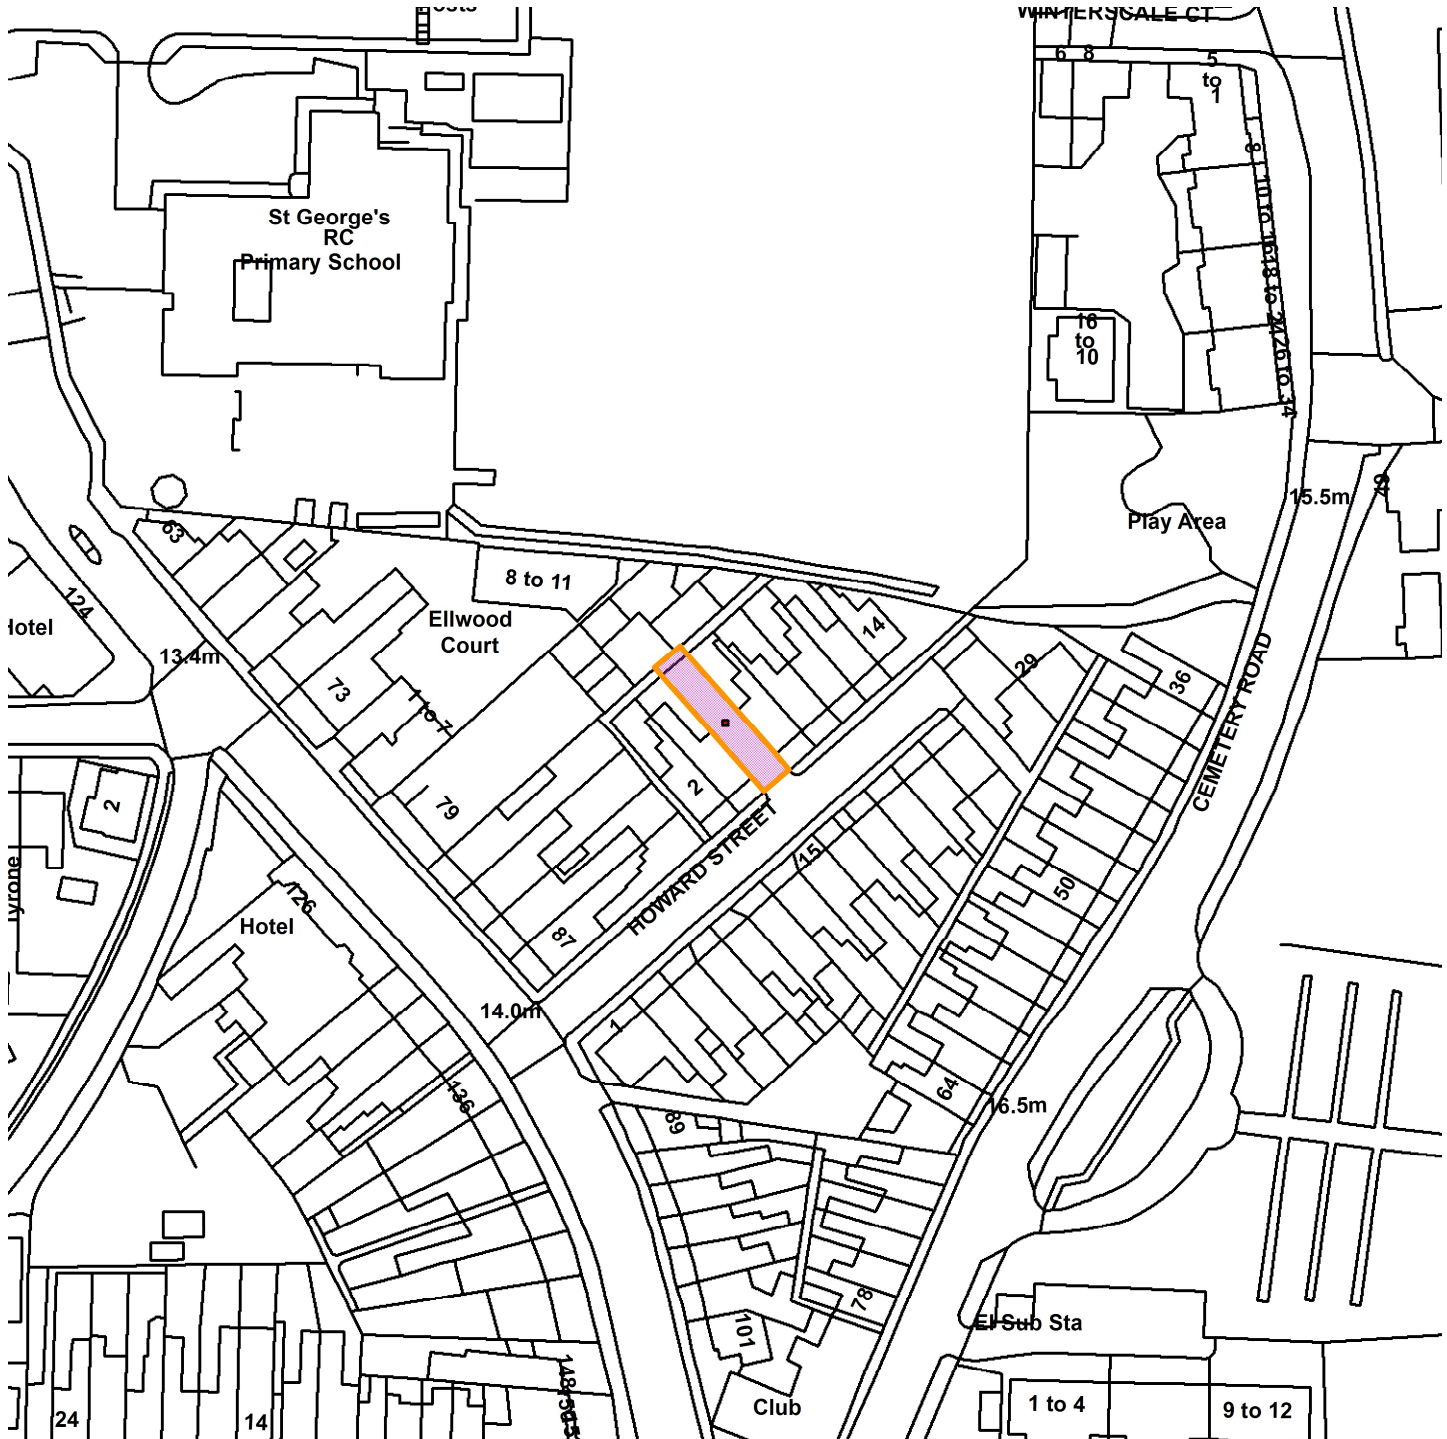 WINTERSCALE CT
6 8
5
to
1
8
10 to 16
18 to 24
26 to 34
St George's
RC
Primary School
16
to
10
49
15.5m
Play Area
63
8 to 11
124
Ellwood
Court
14
Hotel
13.4m
29
36
73
1 to 7
CEMETERY ROAD
2
79
2
HOWARD STREET
15
Tyrone
50
126
Hotel
87
14.0m
1
136
64
16.5m
89
78
El Sub Sta
101
24
14
Club
1 to 4
9 to 12